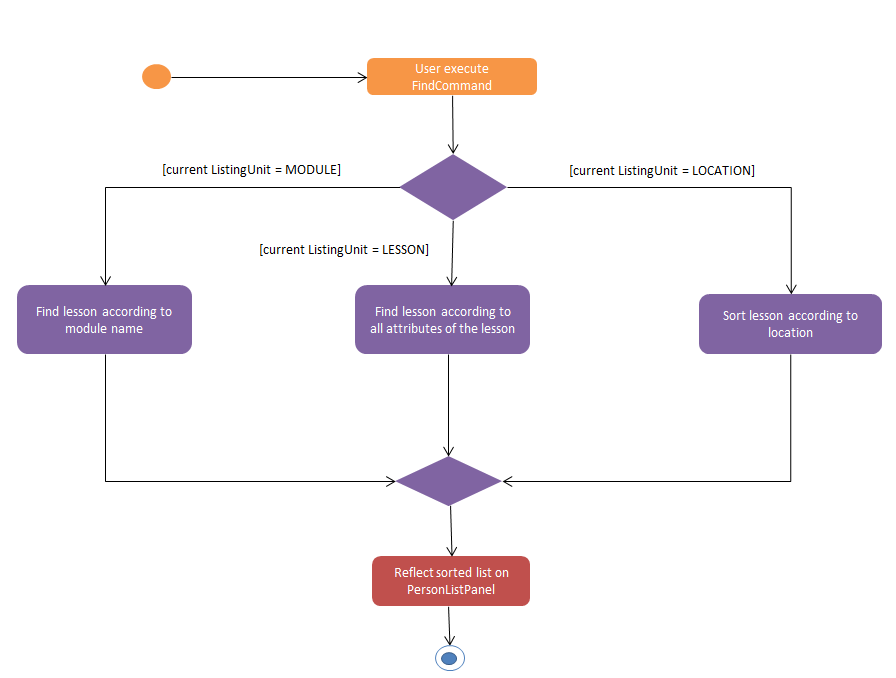 User execute
FindCommand
[current ListingUnit = MODULE]
[current ListingUnit = LOCATION]
[current ListingUnit = LESSON]
Find lesson according to
module name
Find lesson according to
all attributes of the lesson
Sort lesson according to
location
Reflect sorted list on
PersonListPanel